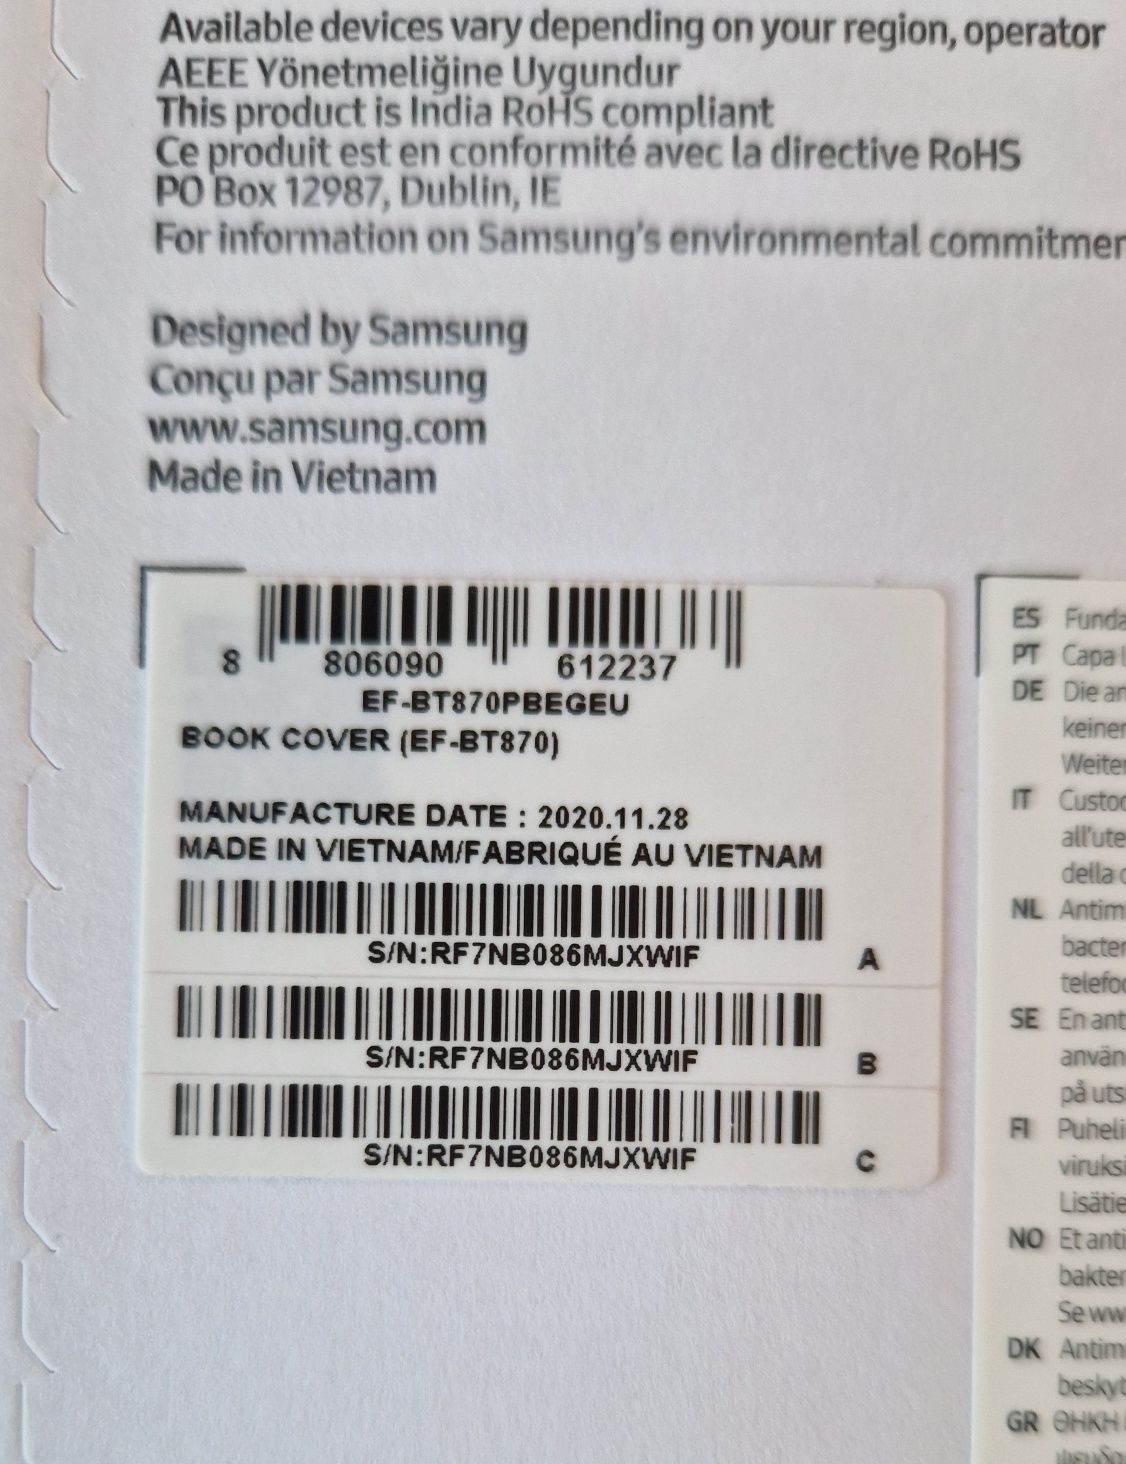 Available devices vary depending on your region, operator
AEEE Yönetmeliğine Uygundur
This product is India RoHS compliant
Ce produit est en conformité avec la directive RoHS
PO Box 12987, Dublin, IE
For information on Samsung's environmental commitmen
Designed by Samsung
Conçu par Samsung
www.samsung.com
Made in Vietnam
8 806090 612237
EF-BT870PBEGEU
BOOK COVER (EF-BT870)
MANUFACTURE DATE : 2020.11.28
MADE IN VIETNAM/FABRIQUÉ AU VIETNAM
S/N:RF7NB086MJXWIF A
S/N:RF7NB086MJXWIF B
S/N:RF7NB086MJXWIF C
ES Funda
PT Capa
DE Die an
keiner
Weiter
IT Custod
all'ute
della
NL Antim
bacter
telefo
SE En ant
använ
på uts
FI Puheli
viruksi
Lisätie
NO Et anti
bakter
Se ww
DK Antim
beskyt
GR ΘΗΚΗ